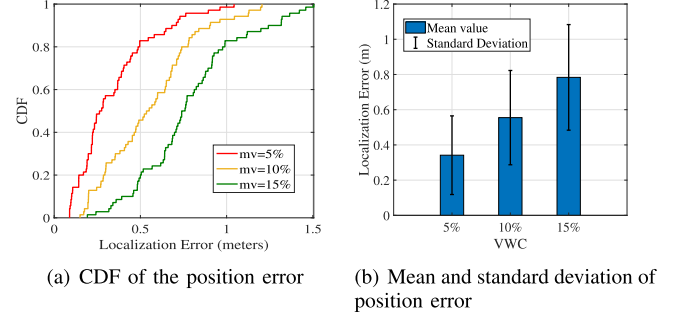 1
0.8
0.6
0.4
0.2
0
CDF
mv=5%
mv=10%
mv=15%
0
0.5
1
1.5
Localization Error (meters)
(a) CDF of the position error
1.2
1
0.8
0.6
0.4
0.2
0
Localization Error (m)
Mean value
Standard Deviation
5%
10%
15%
VWC
(b) Mean and standard deviation of
position error